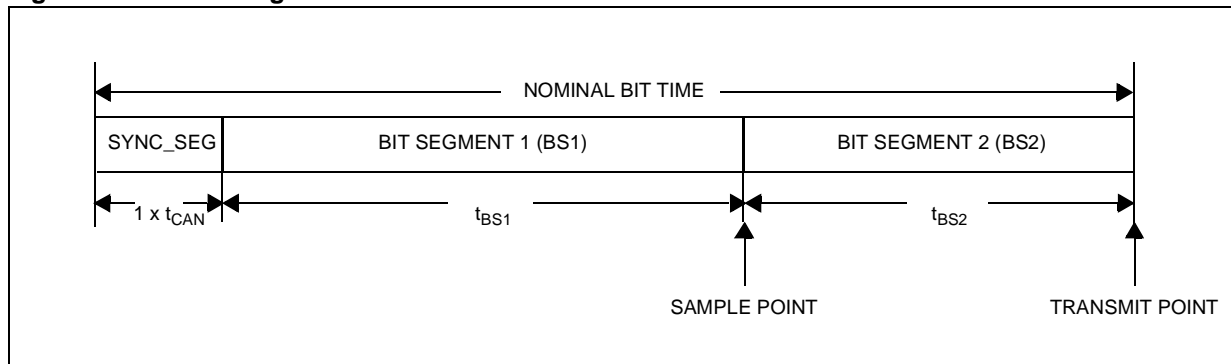 NOMINAL BIT TIME
SYNC_SEG
BIT SEGMENT 1 (BS1)
BIT SEGMENT 2 (BS2)
1 x tCAN
tBS1
tBS2
SAMPLE POINT
TRANSMIT POINT